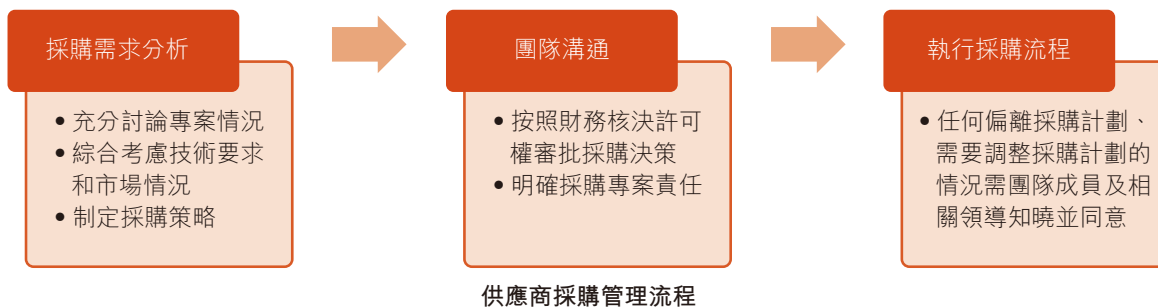 採購需求分析
• 充分討論專案情況
• 綜合考慮技術要求
和市場情況
• 制定採購策略
團隊溝通
• 按照財務核決許可
權審批採購決策
• 明確採購專案責任
執行採購流程
• 任何偏離採購計劃、
需要調整採購計劃的
情況需團隊成員及相
關領導知曉並同意
供應商採購管理流程